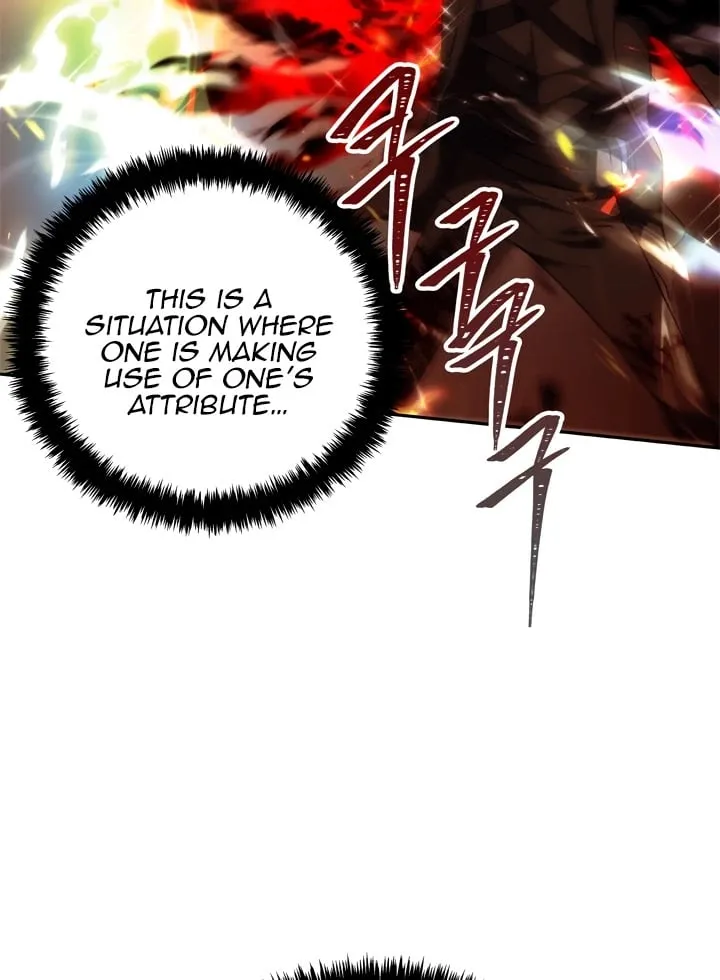 THIS IS A
SITUATION WHERE
ONE IS MAKING
USE OF ONE'S
ATTRIBUTE...